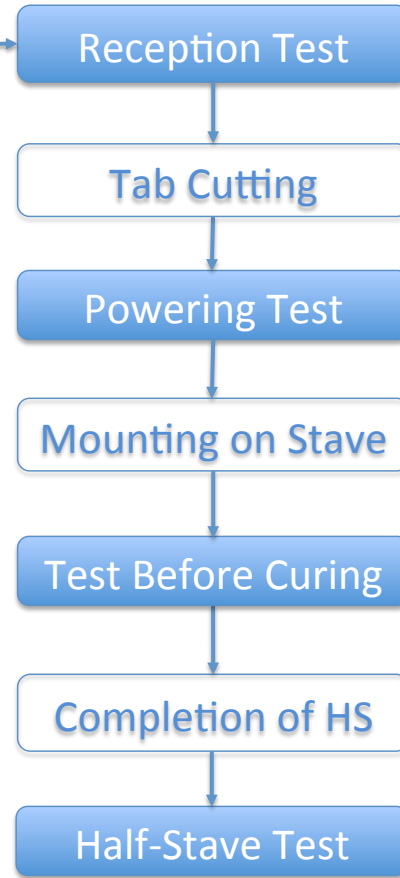 Reception Test
Tab Cutting
Powering Test
Mounting on Stave
Test Before Curing
Completion of HS
Half-Stave Test